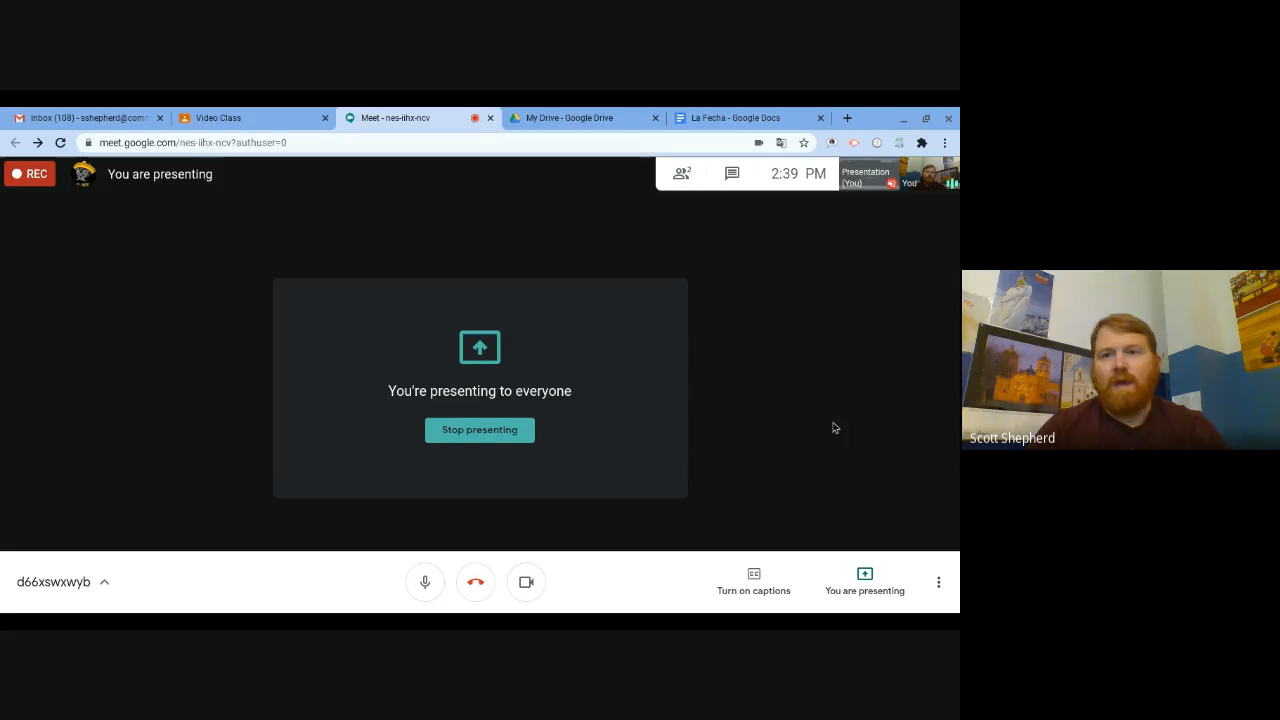 Inbox (108) - sshepherd@com
Video Class
Meet - nes-iihx-ncv
My Drive - Google Drive
La Fecha - Google Docs
meet.google.com/nes-iihx-ncv?authuser=0
REC
You are presenting
2
2:39 PM
Presentation
(You)
You
You're presenting to everyone
Stop presenting
Scott Shepherd
d66xswxwyb
Turn on captions
You are presenting